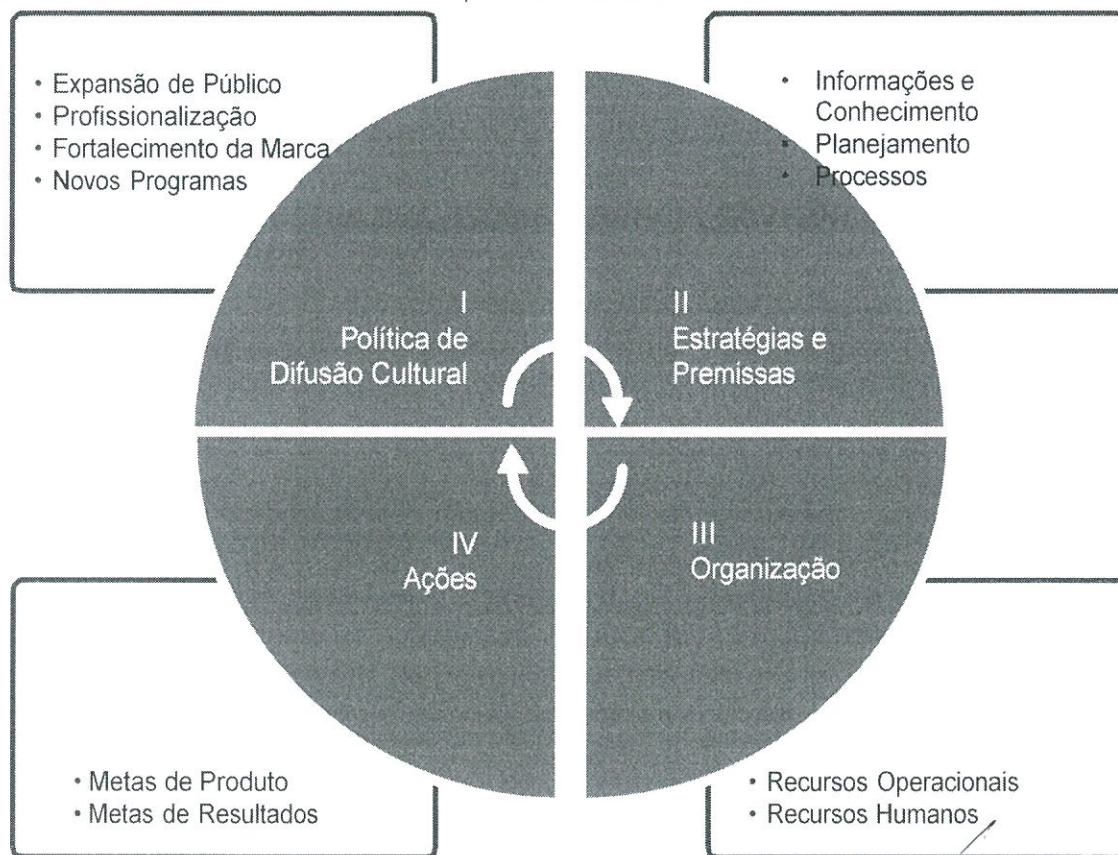 • Expansão de Público
• Profissionalização
• Fortalecimento da Marca
• Novos Programas
• Informações e
Conhecimento
• Planejamento
• Processos
I
Política de
Difusão Cultural
II
Estratégias e
Premissas
IV
Ações
III
Organização
• Metas de Produto
• Metas de Resultados
• Recursos Operacionais
• Recursos Humanos